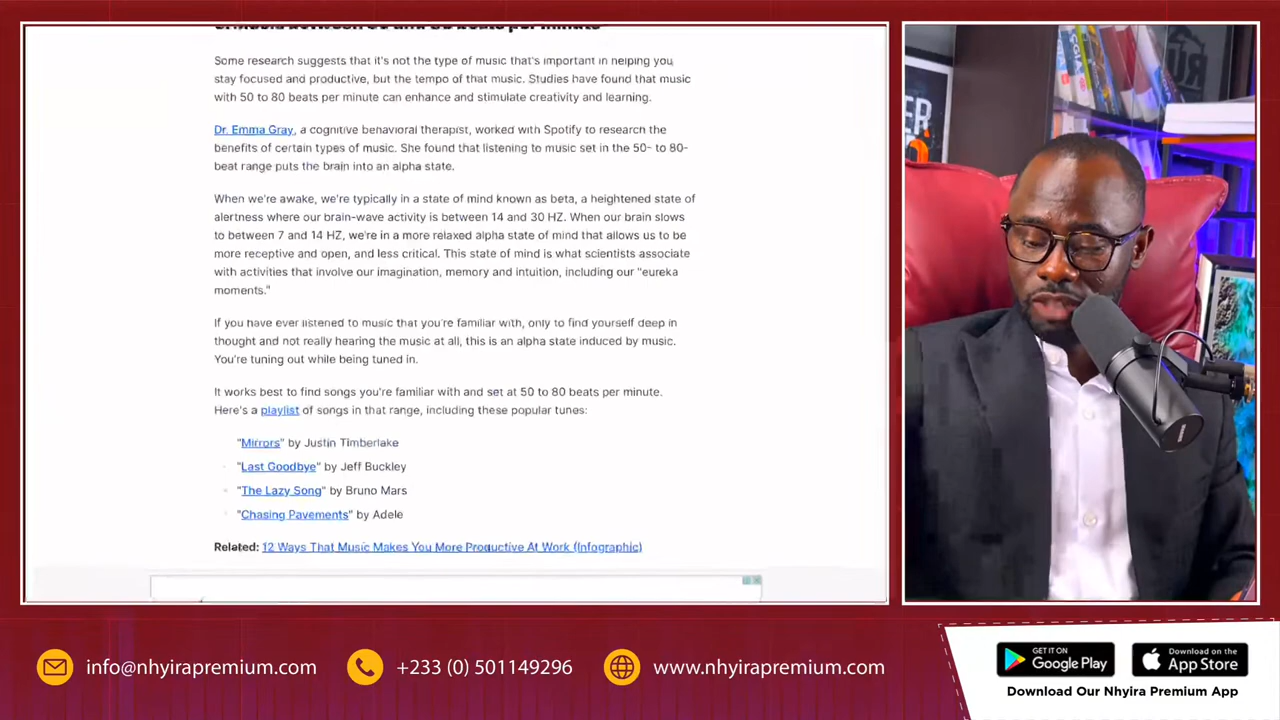 Some research suggests that it's not the type of music that's important in helping you
stay focused and productive, but the tempo of that music. Studies have found that music
with 50 to 80 beats per minute can enhance and stimulate creativity and learning.
Dr. Emma Gray, a cognitive behavioral therapist, worked with Spotify to research the
benefits of certain types of music. She found that listening to music set in the 50- to 80-
beat range puts the brain into an alpha state.
When we're awake, we're typically in a state of mind known as beta, a heightened state of
alertness where our brain-wave activity is between 14 and 30 HZ. When our brain slows
to between 7 and 14 HZ, we're in a more relaxed alpha state of mind that allows us to be
more receptive and open, and less critical. This state of mind is what scientists associate
with activities that involve our imagination, memory and intuition, including our "eureka
moments."
If you have ever listened to music that you're familiar with, only to find yourself deep in
thought and not really hearing the music at all, this is an alpha state induced by music.
You're tuning out while being tuned in.
It works best to find songs you're familiar with and set at 50 to 80 beats per minute.
Here's a playlist of songs in that range, including these popular tunes:
"Mirrors" by Justin Timberlake
"Last Goodbye" by Jeff Buckley
"The Lazy Song" by Bruno Mars
"Chasing Pavements" by Adele
Related: 12 Ways That Music Makes You More Productive At Work (Infographic)
info@nhyirapremium.com
+233 (0) 501149296
www.nhyirapremium.com
GET IT ON
Google Play
Download on the
App Store
Download Our Nhyira Premium App